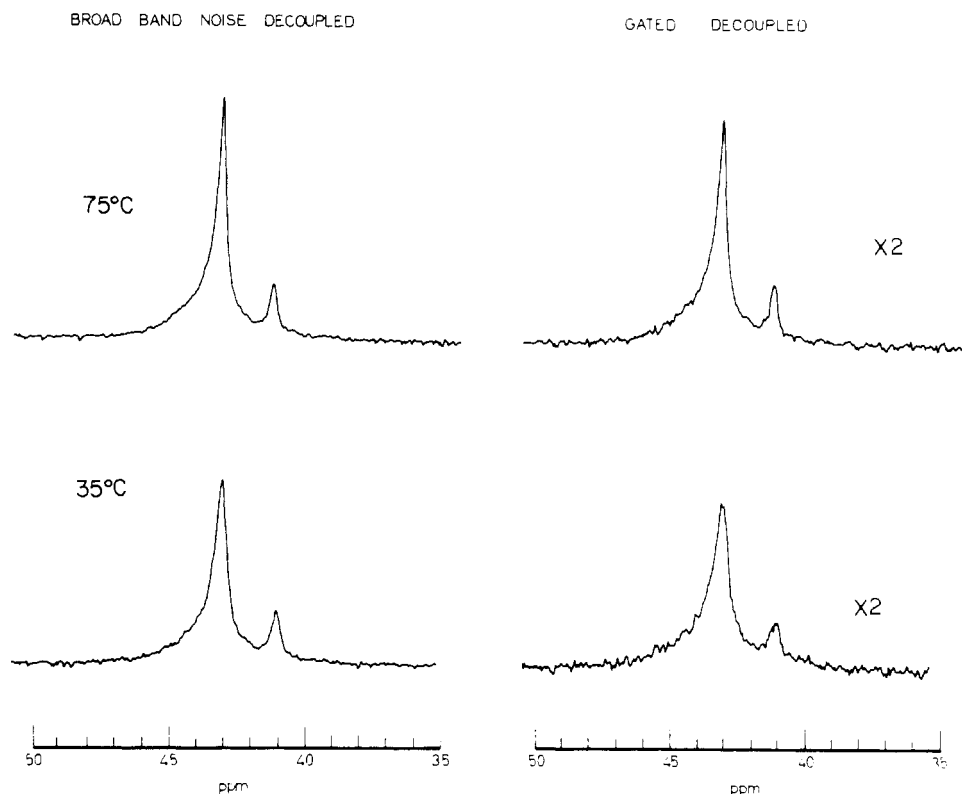 BROAD BAND NOISE DECOUPLED
GATED DECOUPLED
75°C
X2
35°C
X2
50 45 40 35
50 45 40 35
ppm
ppm